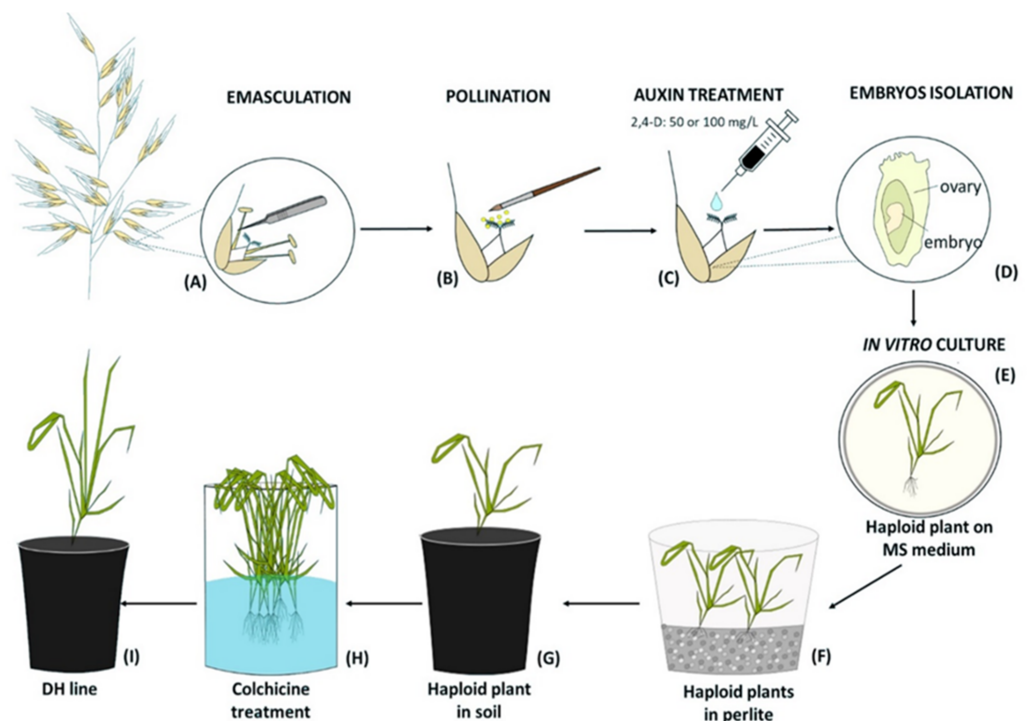 EMASCULATION
POLLINATION
AUXIN TREATMENT
2,4-D: 50 or 100 mg/L
EMBRYOS ISOLATION
ovary
embryo
(A)
(B)
(C)
(D)
IN VITRO CULTURE
(E)
Haploid plant on
MS medium
(F)
Haploid plants
in perlite
(G)
Haploid plant
in soil
(H)
Colchicine
treatment
(I)
DH line